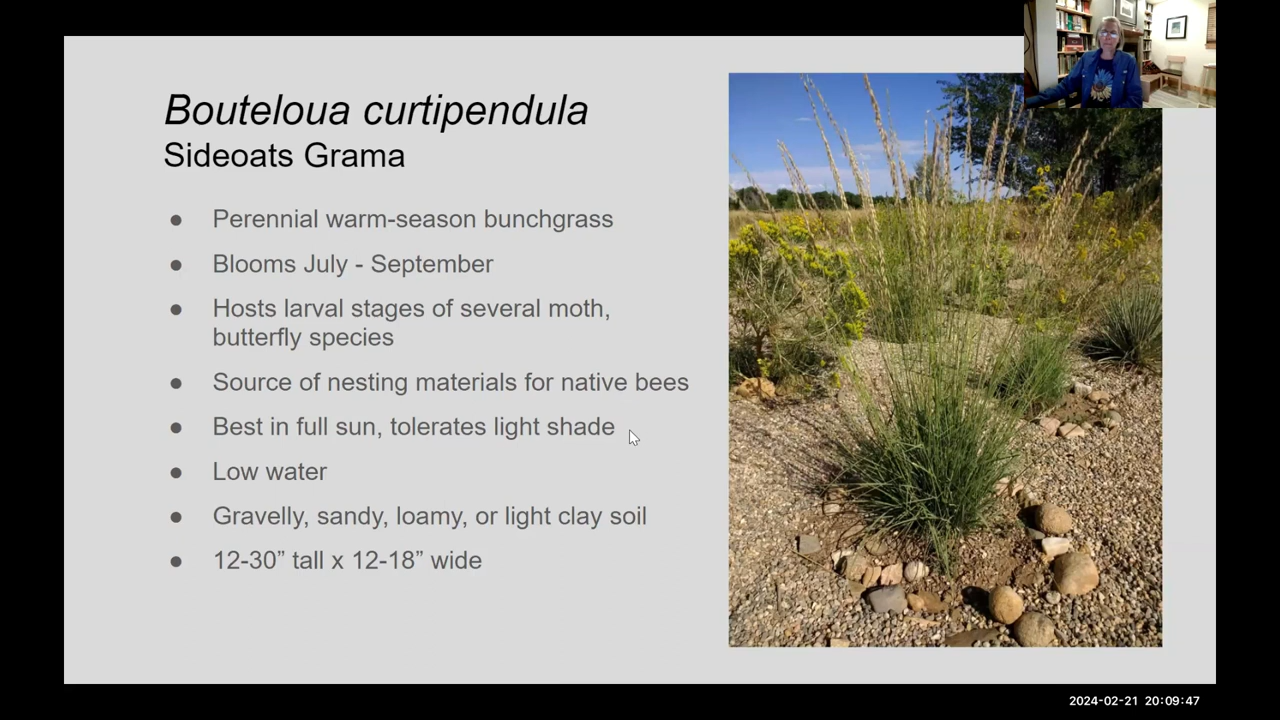 Bouteloua curtipendula
Sideoats Grama
● Perennial warm-season bunchgrass
● Blooms July - September
● Hosts larval stages of several moth,
butterfly species
● Source of nesting materials for native bees
● Best in full sun, tolerates light shade
● Low water
● Gravelly, sandy, loamy, or light clay soil
● 12-30” tall x 12-18” wide
2024-02-21 20:09:47